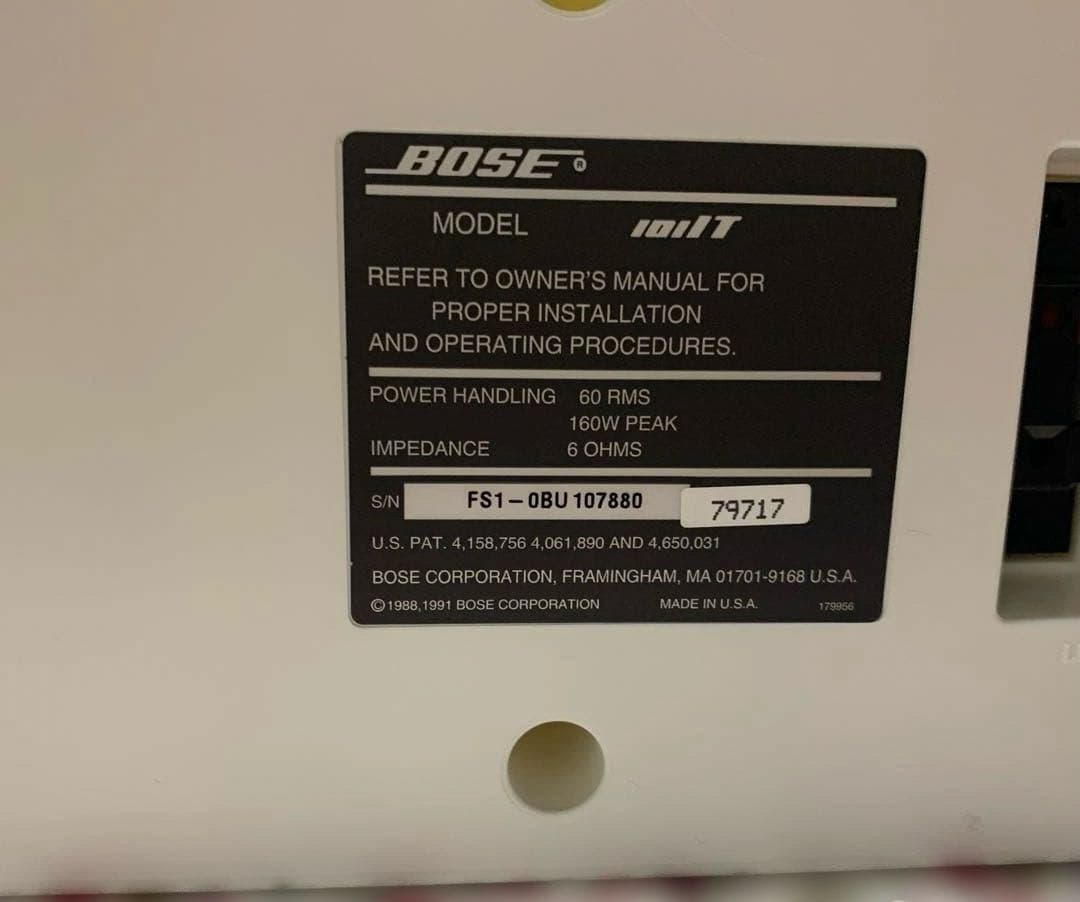 BOSE®
MODEL 101IT
REFER TO OWNER'S MANUAL FOR
PROPER INSTALLATION
AND OPERATING PROCEDURES.
POWER HANDLING 60 RMS
160W PEAK
IMPEDANCE 6 OHMS
S/N FS1-0BU 107880 79717
U.S. PAT. 4,158,756 4,061,890 AND 4,650,031
BOSE CORPORATION, FRAMINGHAM, MA 01701-9168 U.S.A.
©1988,1991 BOSE CORPORATION MADE IN U.S.A. 179956